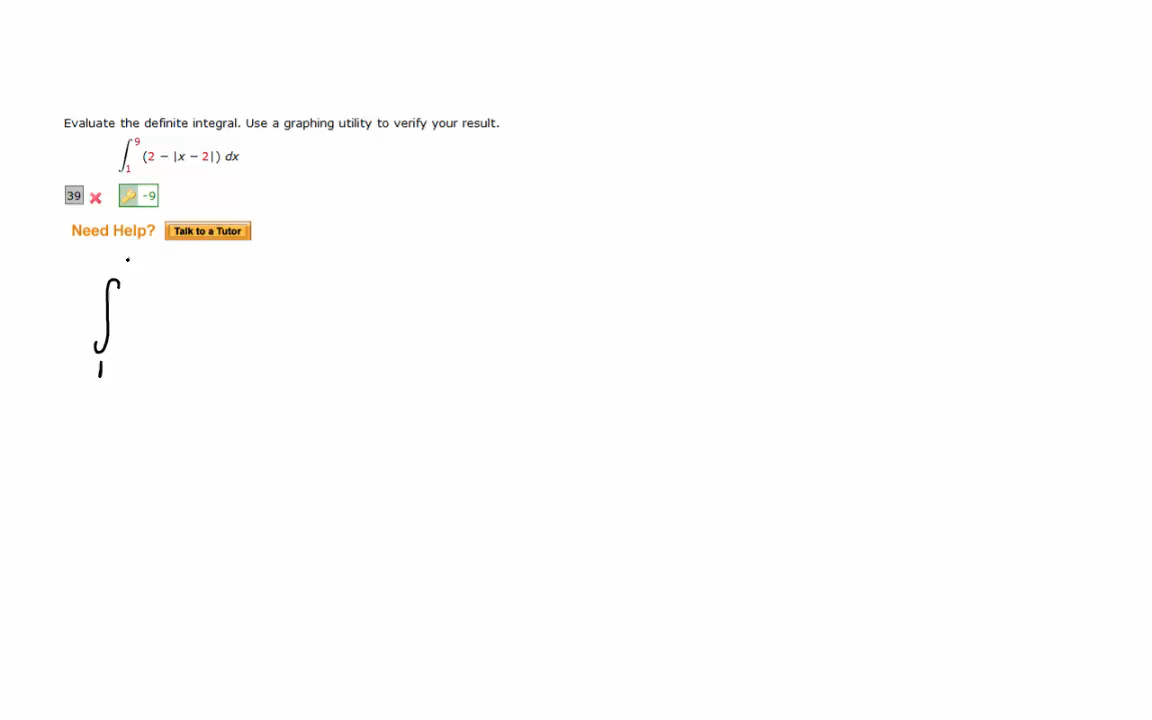 Evaluate the definite integral. Use a graphing utility to verify your result.
∫₁⁹ (2 − |x − 2|) dx
39 ✗ -9
Need Help? Talk to a Tutor
∫₁